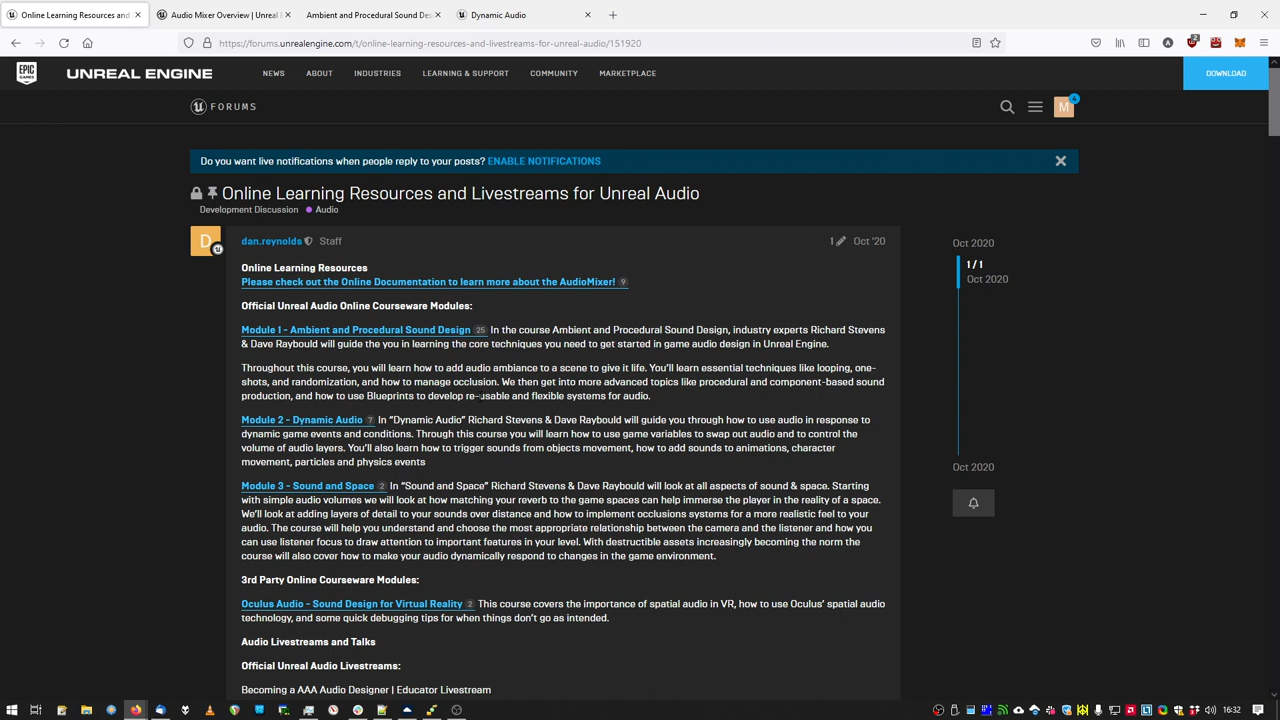 Online Learning Resources and
Audio Mixer Overview | Unreal E
Ambient and Procedural Sound Des
Dynamic Audio
https://forums.unrealengine.com/t/online-learning-resources-and-livestreams-for-unreal-audio/151920
EPIC GAMES
UNREAL ENGINE
NEWS
ABOUT
INDUSTRIES
LEARNING & SUPPORT
COMMUNITY
MARKETPLACE
DOWNLOAD
FORUMS
M
4
Do you want live notifications when people reply to your posts? ENABLE NOTIFICATIONS
Online Learning Resources and Livestreams for Unreal Audio
Development Discussion Audio
D
dan.reynolds Staff
1 Oct '20
Oct 2020
1 / 1
Oct 2020
Oct 2020
Online Learning Resources
Please check out the Online Documentation to learn more about the AudioMixer! 9
Official Unreal Audio Online Courseware Modules:
Module 1 - Ambient and Procedural Sound Design 25 In the course Ambient and Procedural Sound Design, industry experts Richard Stevens
& Dave Raybould will guide the you in learning the core techniques you need to get started in game audio design in Unreal Engine.
Throughout this course, you will learn how to add audio ambiance to a scene to give it life. You'll learn essential techniques like looping, one-
shots, and randomization, and how to manage occlusion. We then get into more advanced topics like procedural and component-based sound
production, and how to use Blueprints to develop re-usable and flexible systems for audio.
Module 2 - Dynamic Audio 7 In “Dynamic Audio” Richard Stevens & Dave Raybould will guide you through how to use audio in response to
dynamic game events and conditions. Through this course you will learn how to use game variables to swap out audio and to control the
volume of audio layers. You'll also learn how to trigger sounds from objects movement, how to add sounds to animations, character
movement, particles and physics events
Module 3 - Sound and Space 2 In “Sound and Space” Richard Stevens & Dave Raybould will look at all aspects of sound & space. Starting
with simple audio volumes we will look at how matching your reverb to the game spaces can help immerse the player in the reality of a space.
We'll look at adding layers of detail to your sounds over distance and how to implement occlusions systems for a more realistic feel to your
audio. The course will help you understand and choose the most appropriate relationship between the camera and the listener and how you
can use listener focus to draw attention to important features in your level. With destructible assets increasingly becoming the norm the
course will also cover how to make your audio dynamically respond to changes in the game environment.
3rd Party Online Courseware Modules:
Oculus Audio - Sound Design for Virtual Reality 2 This course covers the importance of spatial audio in VR, how to use Oculus' spatial audio
technology, and some quick debugging tips for when things don't go as intended.
Audio Livestreams and Talks
Official Unreal Audio Livestreams:
Becoming a AAA Audio Designer | Educator Livestream
16:32